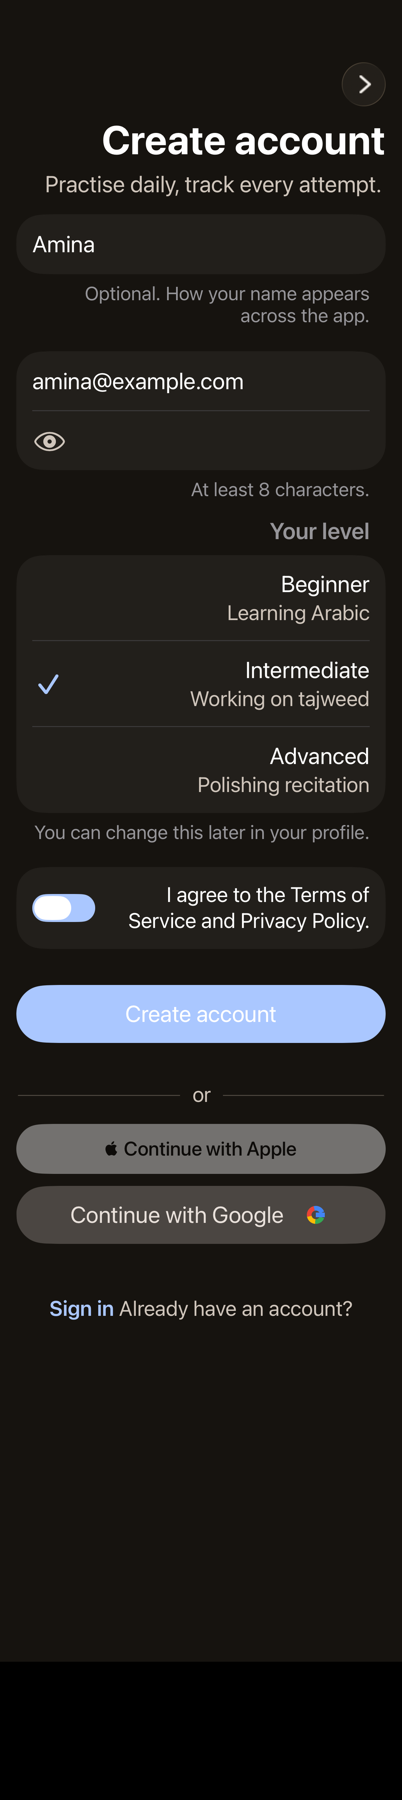 Create account
Practise daily, track every attempt.
Amina
Optional. How your name appears
across the app.
amina@example.com
At least 8 characters.
Your level
Beginner
Learning Arabic
Intermediate
Working on tajweed
Advanced
Polishing recitation
You can change this later in your profile.
I agree to the Terms of
Service and Privacy Policy.
Create account
or
Continue with Apple
Continue with Google
Sign in Already have an account?